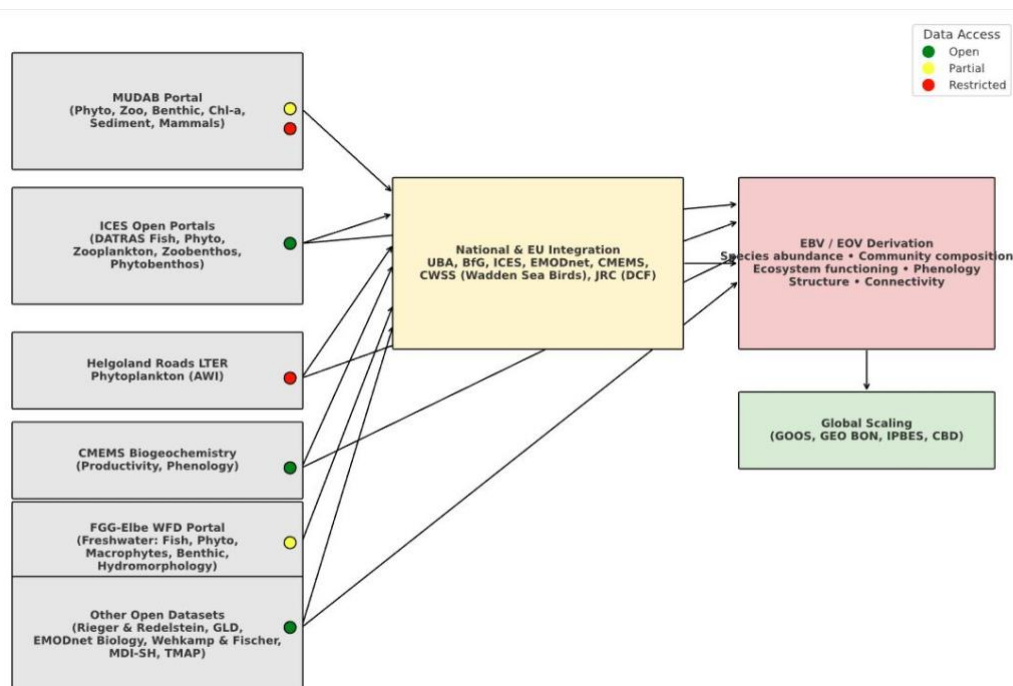 Data Access
Open
Partial
Restricted
MUDAB Portal
(Phyto, Zoo, Benthic, Chl-a,
Sediment, Mammals)
ICES Open Portals
(DATRAS Fish, Phyto,
Zooplankton, Zoobenthos,
Phytobenthos)
Helgoland Roads LTER
Phytoplankton (AWI)
CMEMS Biogeochemistry
(Productivity, Phenology)
FGG-Elbe WFD Portal
(Freshwater: Fish, Phyto,
Macrophytes, Benthic,
Hydromorphology)
Other Open Datasets
(Rieger & Redelstein, GLD,
EMODnet Biology, Wehkamp & Fischer,
MDI-SH, TMAP)
National & EU Integration
UBA, BfG, ICES, EMODnet, CMEMS,
CWSS (Wadden Sea Birds), JRC (DCF)
EBV / EOV Derivation
Species abundance • Community composition
Ecosystem functioning • Phenology
Structure • Connectivity
Global Scaling
(GOOS, GEO BON, IPBES, CBD)